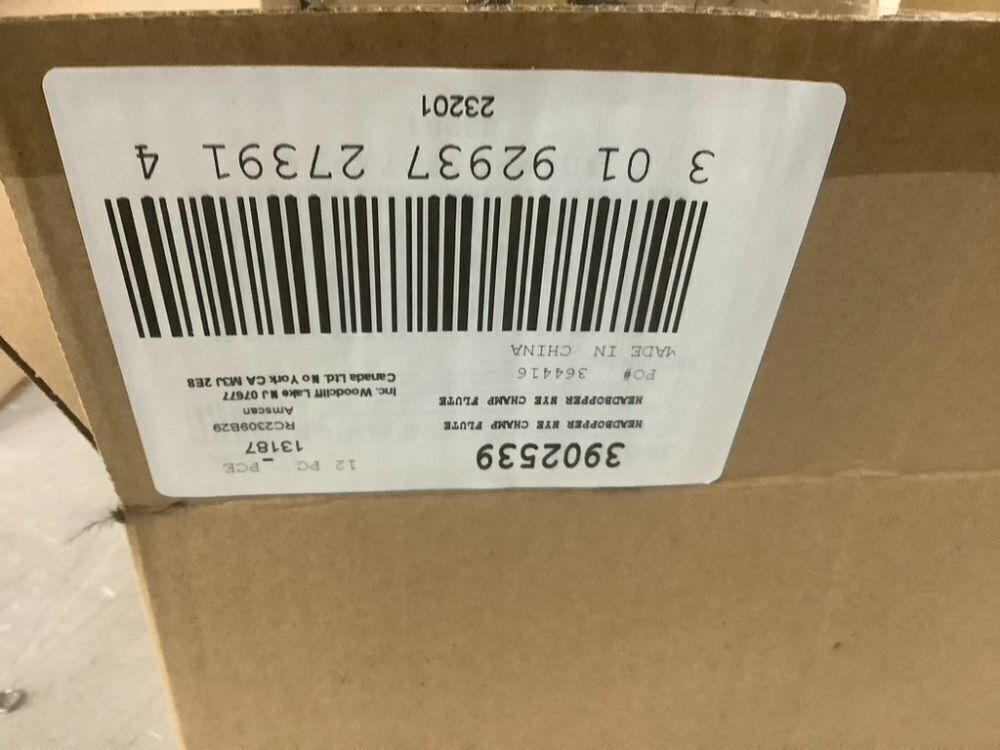 3902539
12 PC _PCE
HEADBOPPER NYE CHAMP FLUTE
13187
HEADBOPPER NYE CHAMP FLUTE
RC2309B29
PO# 364416
Amscan
MADE IN CHINA
Inc. Woodcliff Lake NJ 07677
Canada Ltd. No York CA M3J 2E8
3 01 92937 27391 4
23201